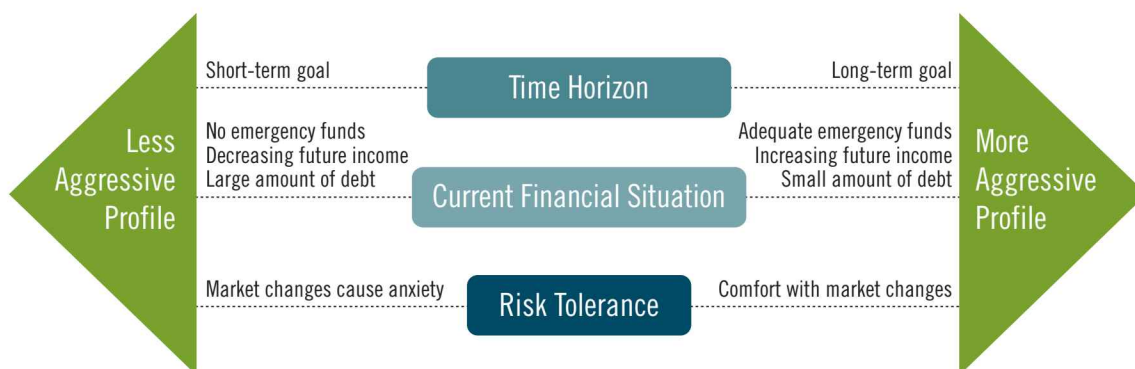 Short-term goal
Time Horizon
Long-term goal
Less
Aggressive
Profile
No emergency funds
Decreasing future income
Large amount of debt
Current Financial Situation
Adequate emergency funds
Increasing future income
Small amount of debt
More
Aggressive
Profile
Market changes cause anxiety
Risk Tolerance
Comfort with market changes